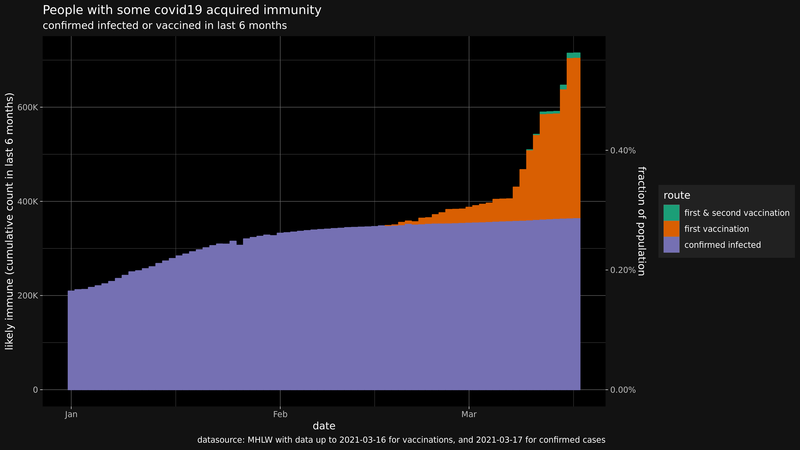 People with some covid19 acquired immunity
confirmed infected or vaccined in last 6 months
likely immune (cumulative count in last 6 months)
600K
400K
200K
0
0.40%
0.20%
0.00%
fraction of population
route
first & second vaccination
first vaccination
confirmed infected
Jan
Feb
Mar
date
datasource: MHLW with data up to 2021-03-16 for vaccinations, and 2021-03-17 for confirmed cases